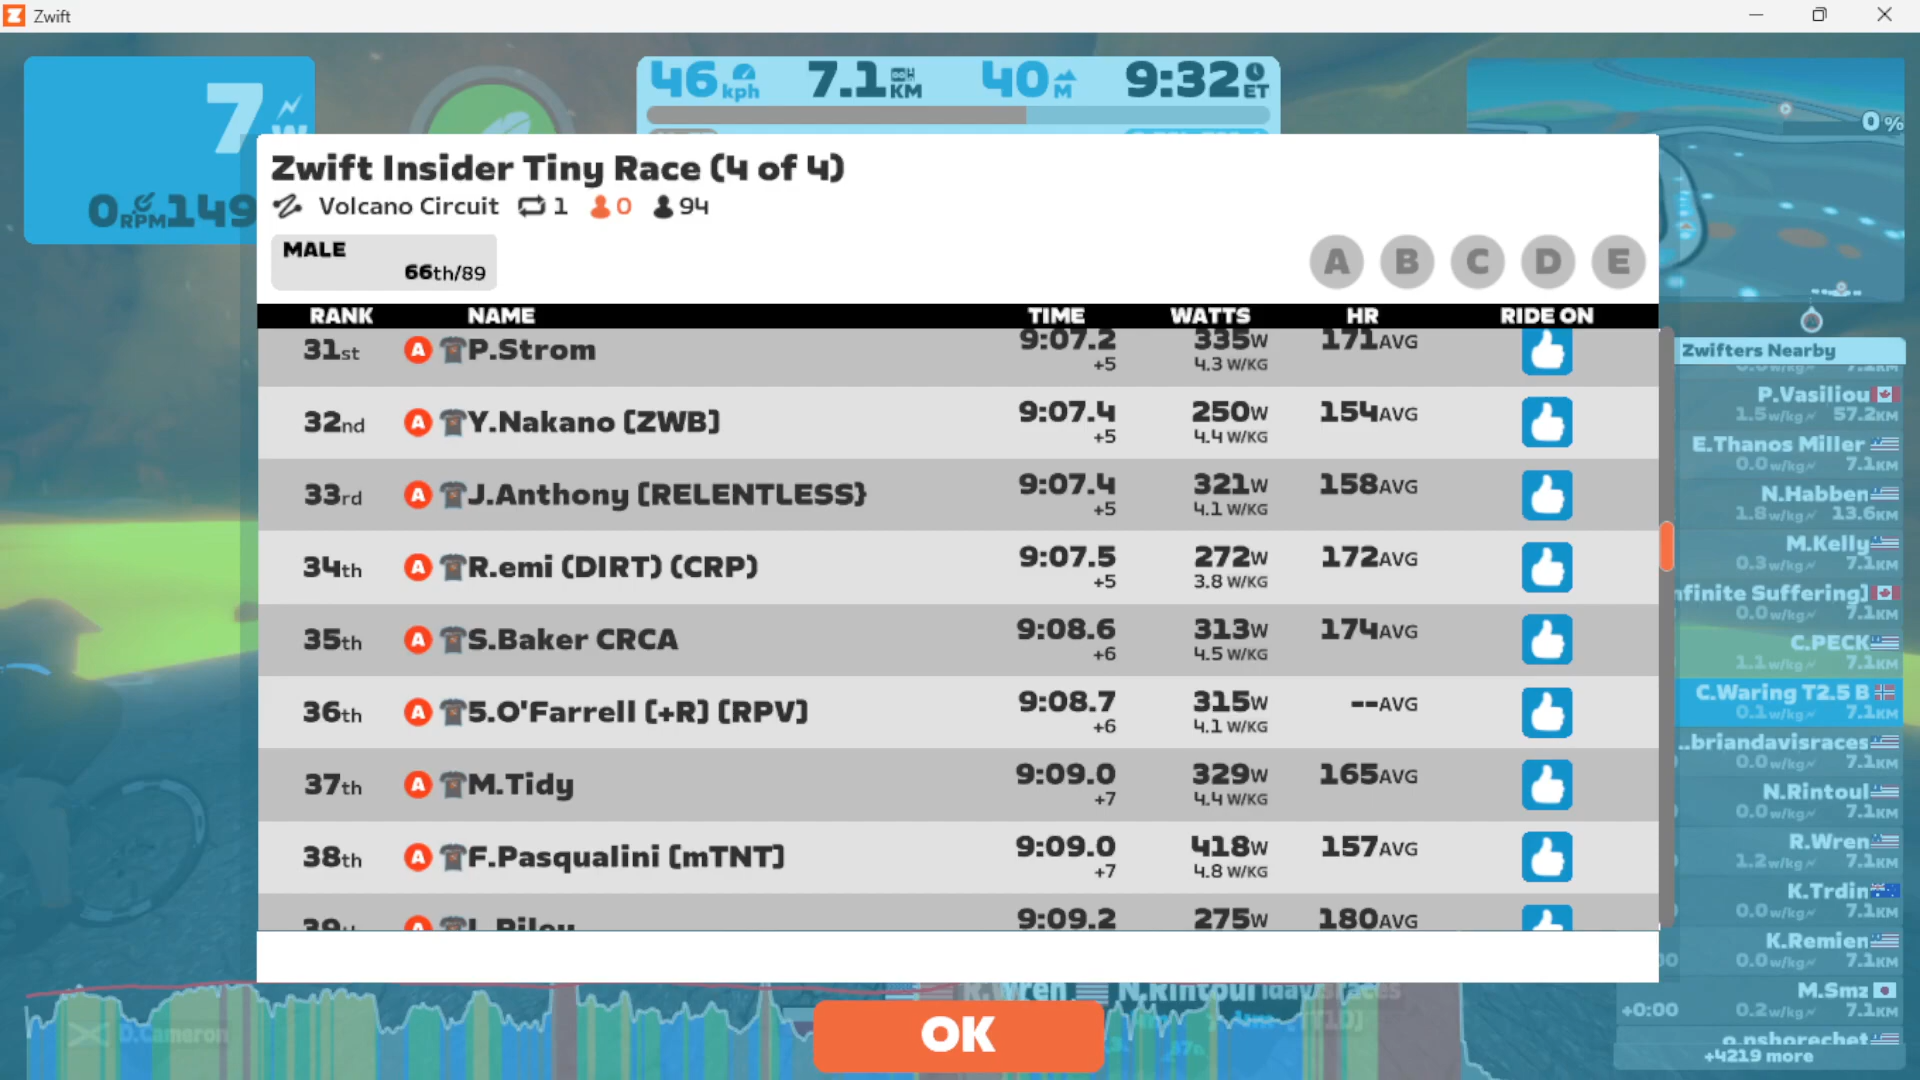 Zwift
7 W
0 RPM 149
46 kph 7.1 KM 40 M 9:32 ET
0 %
Zwift Insider Tiny Race (4 of 4)
Volcano Circuit 1 0 94
MALE
66th/89
A B C D E
RANK NAME TIME WATTS HR RIDE ON
31st A P.Strom 9:07.2 335W 171AVG
+5 4.3 W/KG
32nd A Y.Nakano [ZWB] 9:07.4 250W 154AVG
+5 4.4 W/KG
33rd A J.Anthony [RELENTLESS} 9:07.4 321W 158AVG
+5 4.1 W/KG
34th A R.emi (DIRT) (CRP) 9:07.5 272W 172AVG
+5 3.8 W/KG
35th A S.Baker CRCA 9:08.6 313W 174AVG
+6 4.5 W/KG
36th A 5.O'Farrell [+R] [RPV] 9:08.7 315W --AVG
+6 4.1 W/KG
37th A M.Tidy 9:09.0 329W 165AVG
+7 4.4 W/KG
38th A F.Pasqualini [mTNT] 9:09.0 418W 157AVG
+7 4.8 W/KG
9:09.2 275W 180AVG
OK
Zwifters Nearby
P.Vasiliou
1.5w/kg 57.2KM
E.Thanos Miller
0.0w/kg 7.1KM
N.Habben
1.8w/kg 13.6KM
M.Kelly
0.3w/kg 7.1KM
nfinite Suffering]
0.0w/kg 7.1KM
C.PECK
1.1w/kg 7.1KM
C.Waring T2.5 B
0.1w/kg 7.1KM
..briandavisraces
0.0w/kg 7.1KM
N.Rintoul
0.0w/kg 7.1KM
R.Wren
1.2w/kg 7.1KM
K.Trdin
0.0w/kg 7.1KM
K.Remien
0.0w/kg 7.1KM
M.Smz
+0:00 0.2w/kg 7.1KM
+4219 more
D.Cameron
R.Wren N.Rintoul